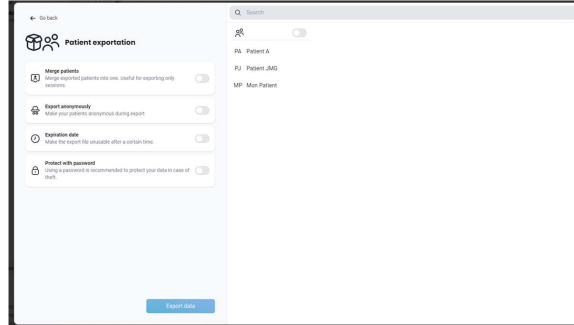 Go back
Patient exportation
Merge patients
Merge exported patients into one. Useful for exporting only
sessions.
Export anonymously
Make your patients anonymous during export
Expiration date
Make the export file unusable after a certain time.
Protect with password
Using a password is recommended to protect your data in case of
theft.
Export data
Search
PA Patient A
PJ Patient JMG
MP Mon Patient